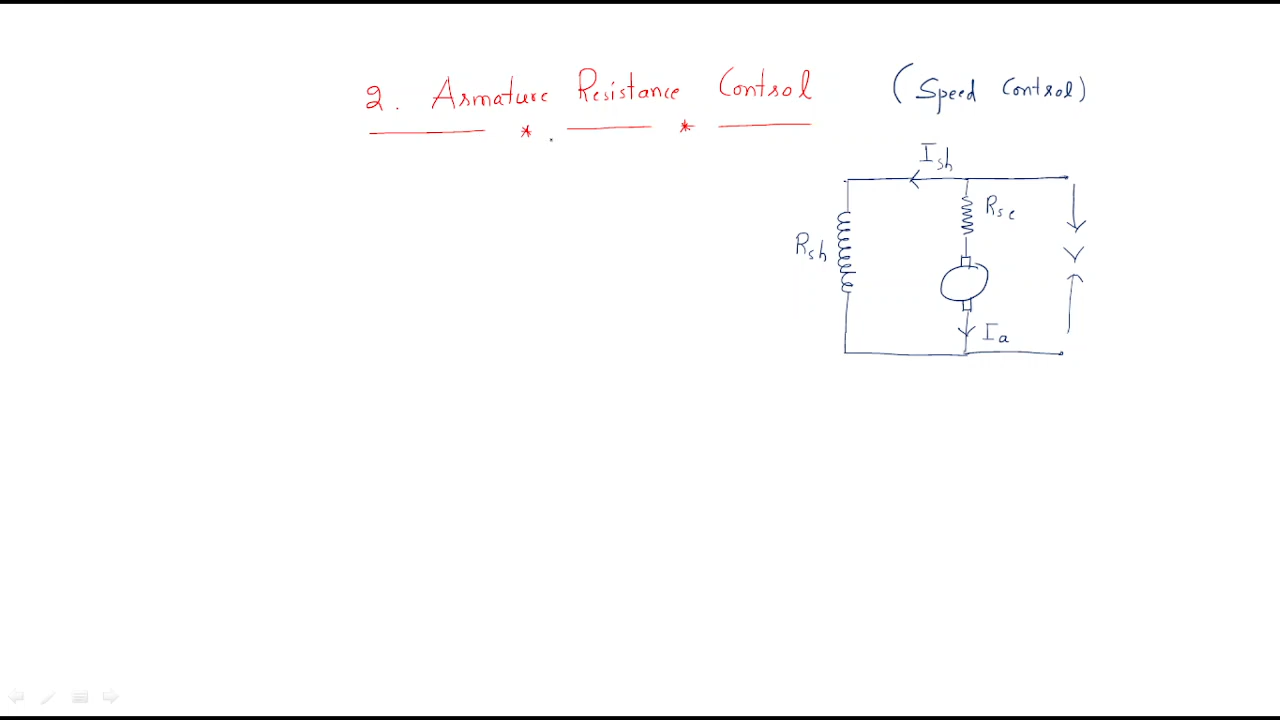 2. Armature Resistance Control (Speed Control)
Ish
Rse
Rsh
V
Ia